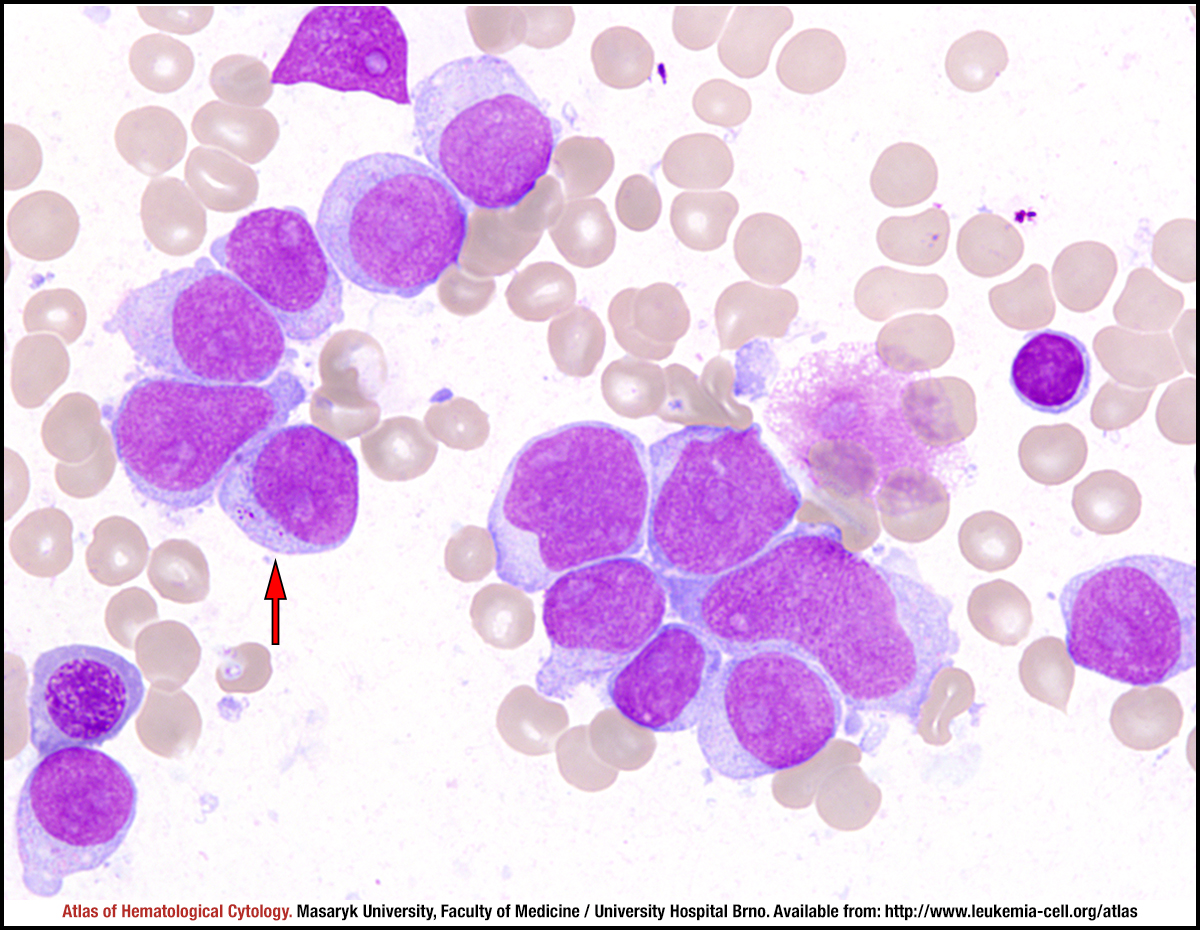 Atlas of Hematological Cytology. Masaryk University, Faculty of Medicine / University Hospital Brno. Available from: http://www.leukemia-cell.org/atlas